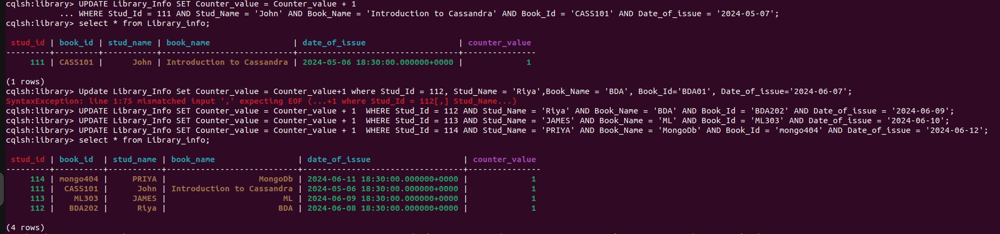 cqlsh:library> UPDATE Library_Info SET Counter_value = Counter_value + 1
... WHERE Stud_Id = 111 AND Stud_Name = 'John' AND Book_Name = 'Introduction to Cassandra' AND Book_Id = 'CASS101' AND Date_of_issue = '2024-05-07';
cqlsh:library> select * from Library_info;
stud_id | book_id | stud_name | book_name | date_of_issue | counter_value
---------+---------+-----------+---------------------------+---------------------------------+---------------
111 | CASS101 | John | Introduction to Cassandra | 2024-05-06 18:30:00.000000+0000 | 1
(1 rows)
cqlsh:library> Update Library_Info Set Counter_value = Counter_value+1 where Stud_Id = 112, Stud_Name = 'Riya',Book_Name = 'BDA', Book_Id='BDA01', Date_of_issue='2024-06-07';
SyntaxException: line 1:75 mismatched input ',' expecting EOF (...+1 where Stud_Id = 112[,] Stud_Name...)
cqlsh:library> UPDATE Library_Info SET Counter_value = Counter_value + 1  WHERE Stud_Id = 112 AND Stud_Name = 'Riya' AND Book_Name = 'BDA' AND Book_Id = 'BDA202' AND Date_of_issue = '2024-06-09';
cqlsh:library> UPDATE Library_Info SET Counter_value = Counter_value + 1  WHERE Stud_Id = 113 AND Stud_Name = 'JAMES' AND Book_Name = 'ML' AND Book_Id = 'ML303' AND Date_of_issue = '2024-06-10';
cqlsh:library> UPDATE Library_Info SET Counter_value = Counter_value + 1  WHERE Stud_Id = 114 AND Stud_Name = 'PRIYA' AND Book_Name = 'MongoDb' AND Book_Id = 'mongo404' AND Date_of_issue = '2024-06-12';
cqlsh:library> select * from Library_info;
stud_id | book_id | stud_name | book_name | date_of_issue | counter_value
---------+----------+-----------+---------------------------+---------------------------------+---------------
114 | mongo404 | PRIYA | MongoDb | 2024-06-11 18:30:00.000000+0000 | 1
111 | CASS101 | John | Introduction to Cassandra | 2024-05-06 18:30:00.000000+0000 | 1
113 | ML303 | JAMES | ML | 2024-06-09 18:30:00.000000+0000 | 1
112 | BDA202 | Riya | BDA | 2024-06-08 18:30:00.000000+0000 | 1
(4 rows)